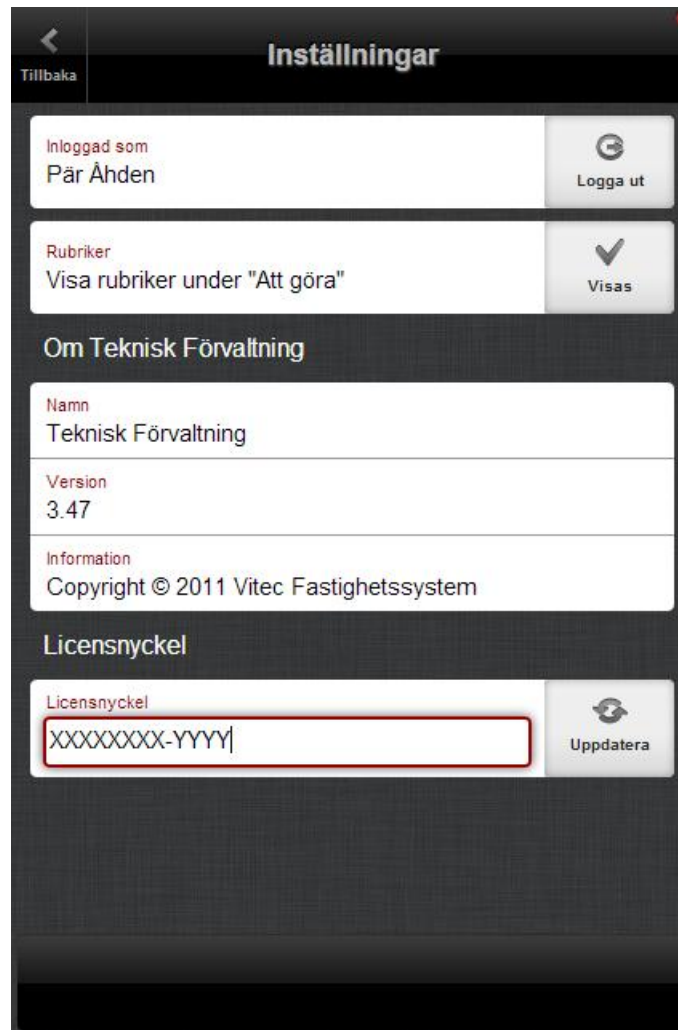 Inställningar
Tillbaka
Inloggad som
Pär Åhden
Logga ut
Rubriker
Visa rubriker under "Att göra"
Visas
Om Teknisk Förvaltning
Namn
Teknisk Förvaltning
Version
3.47
Information
Copyright © 2011 Vitec Fastighetssystem
Licensnyckel
Licensnyckel
XXXXXXXX-YYYY
Uppdatera